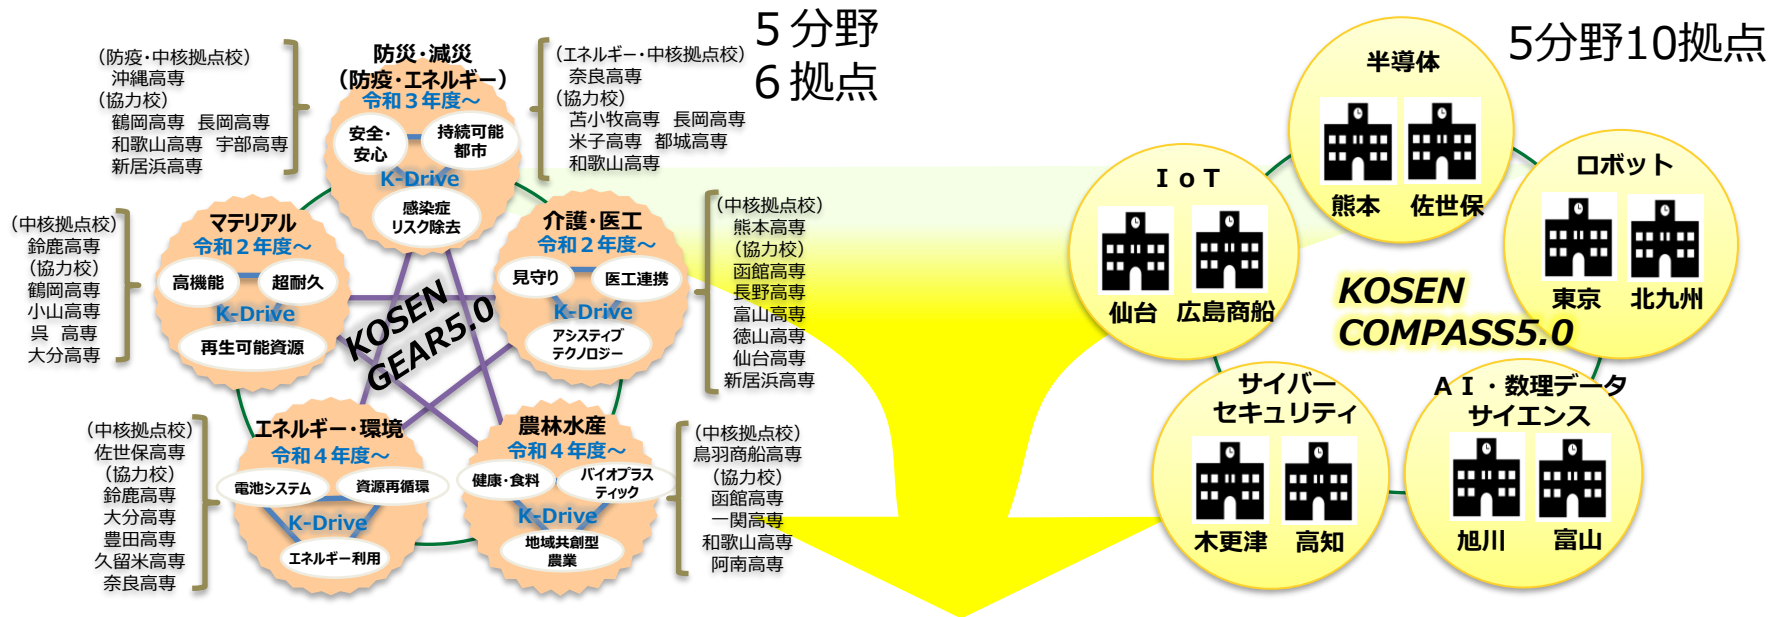 ５分野
６拠点
防災・減災
（防疫・エネルギー）
令和３年度～
安全・
安心
持続可能
都市
K-Drive
感染症
リスク除去
（防疫・中核拠点校）
沖縄高専
（協力校）
鶴岡高専　長岡高専
和歌山高専　宇部高専
新居浜高専
（エネルギー・中核拠点校）
奈良高専
（協力校）
苫小牧高専　長岡高専
米子高専　都城高専
和歌山高専
マテリアル
令和２年度～
高機能
超耐久
K-Drive
再生可能資源
（中核拠点校）
鈴鹿高専
（協力校）
鶴岡高専
小山高専
呉　高専
大分高専
介護・医工
令和２年度～
見守り
医工連携
K-Drive
アシスティブ
テクノロジー
（中核拠点校）
熊本高専
（協力校）
函館高専
長野高専
富山高専
徳山高専
仙台高専
新居浜高専
KOSEN
GEAR5.0
エネルギー・環境
令和４年度～
電池システム
資源再循環
K-Drive
エネルギー利用
（中核拠点校）
佐世保高専
（協力校）
鈴鹿高専
大分高専
豊田高専
久留米高専
奈良高専
農林水産
令和４年度～
健康・食料
バイオプラス
ティック
K-Drive
地域共創型
農業
（中核拠点校）
鳥羽商船高専
（協力校）
函館高専
一関高専
和歌山高専
阿南高専
5分野10拠点
半導体
熊本　佐世保
ＩｏＴ
仙台　広島商船
ロボット
東京　北九州
KOSEN
COMPASS5.0
サイバー
セキュリティ
木更津　高知
ＡＩ・数理データ
サイエンス
旭川　富山